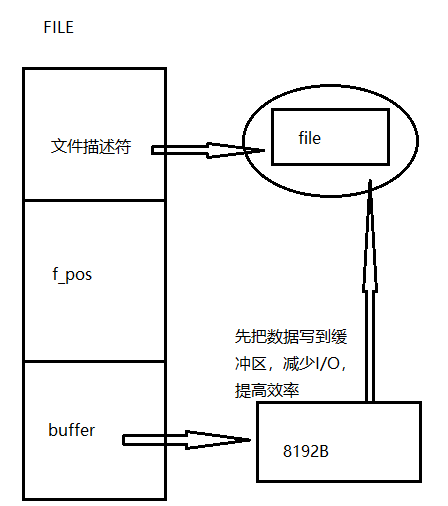 FILE
文件描述符
file
f_pos
先把数据写到缓
冲区，减少I/O，
提高效率
buffer
8192B